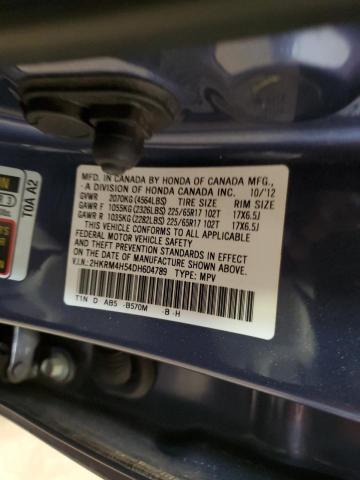 MFD. IN CANADA BY HONDA OF CANADA MFG.,
- A DIVISION OF HONDA CANADA INC. 10/12
GVWR 2070KG (4564LBS) TIRE SIZE RIM SIZE
GAWR F 1055KG (2326LBS) 225/65R17 102T 17X6.5J
GAWR R 1035KG (2282LBS) 225/65R17 102T 17X6.5J
THIS VEHICLE CONFORMS TO ALL APPLICABLE
FEDERAL MOTOR VEHICLE SAFETY
AND THEFT PREVENTION STANDARDS IN EFFECT
ON THE DATE OF MANUFACTURE SHOWN ABOVE.
V.I.N.: 2HKRM4H54DH604789 TYPE: MPV
T1N D AB5 -B570M -B -H
TOA A2